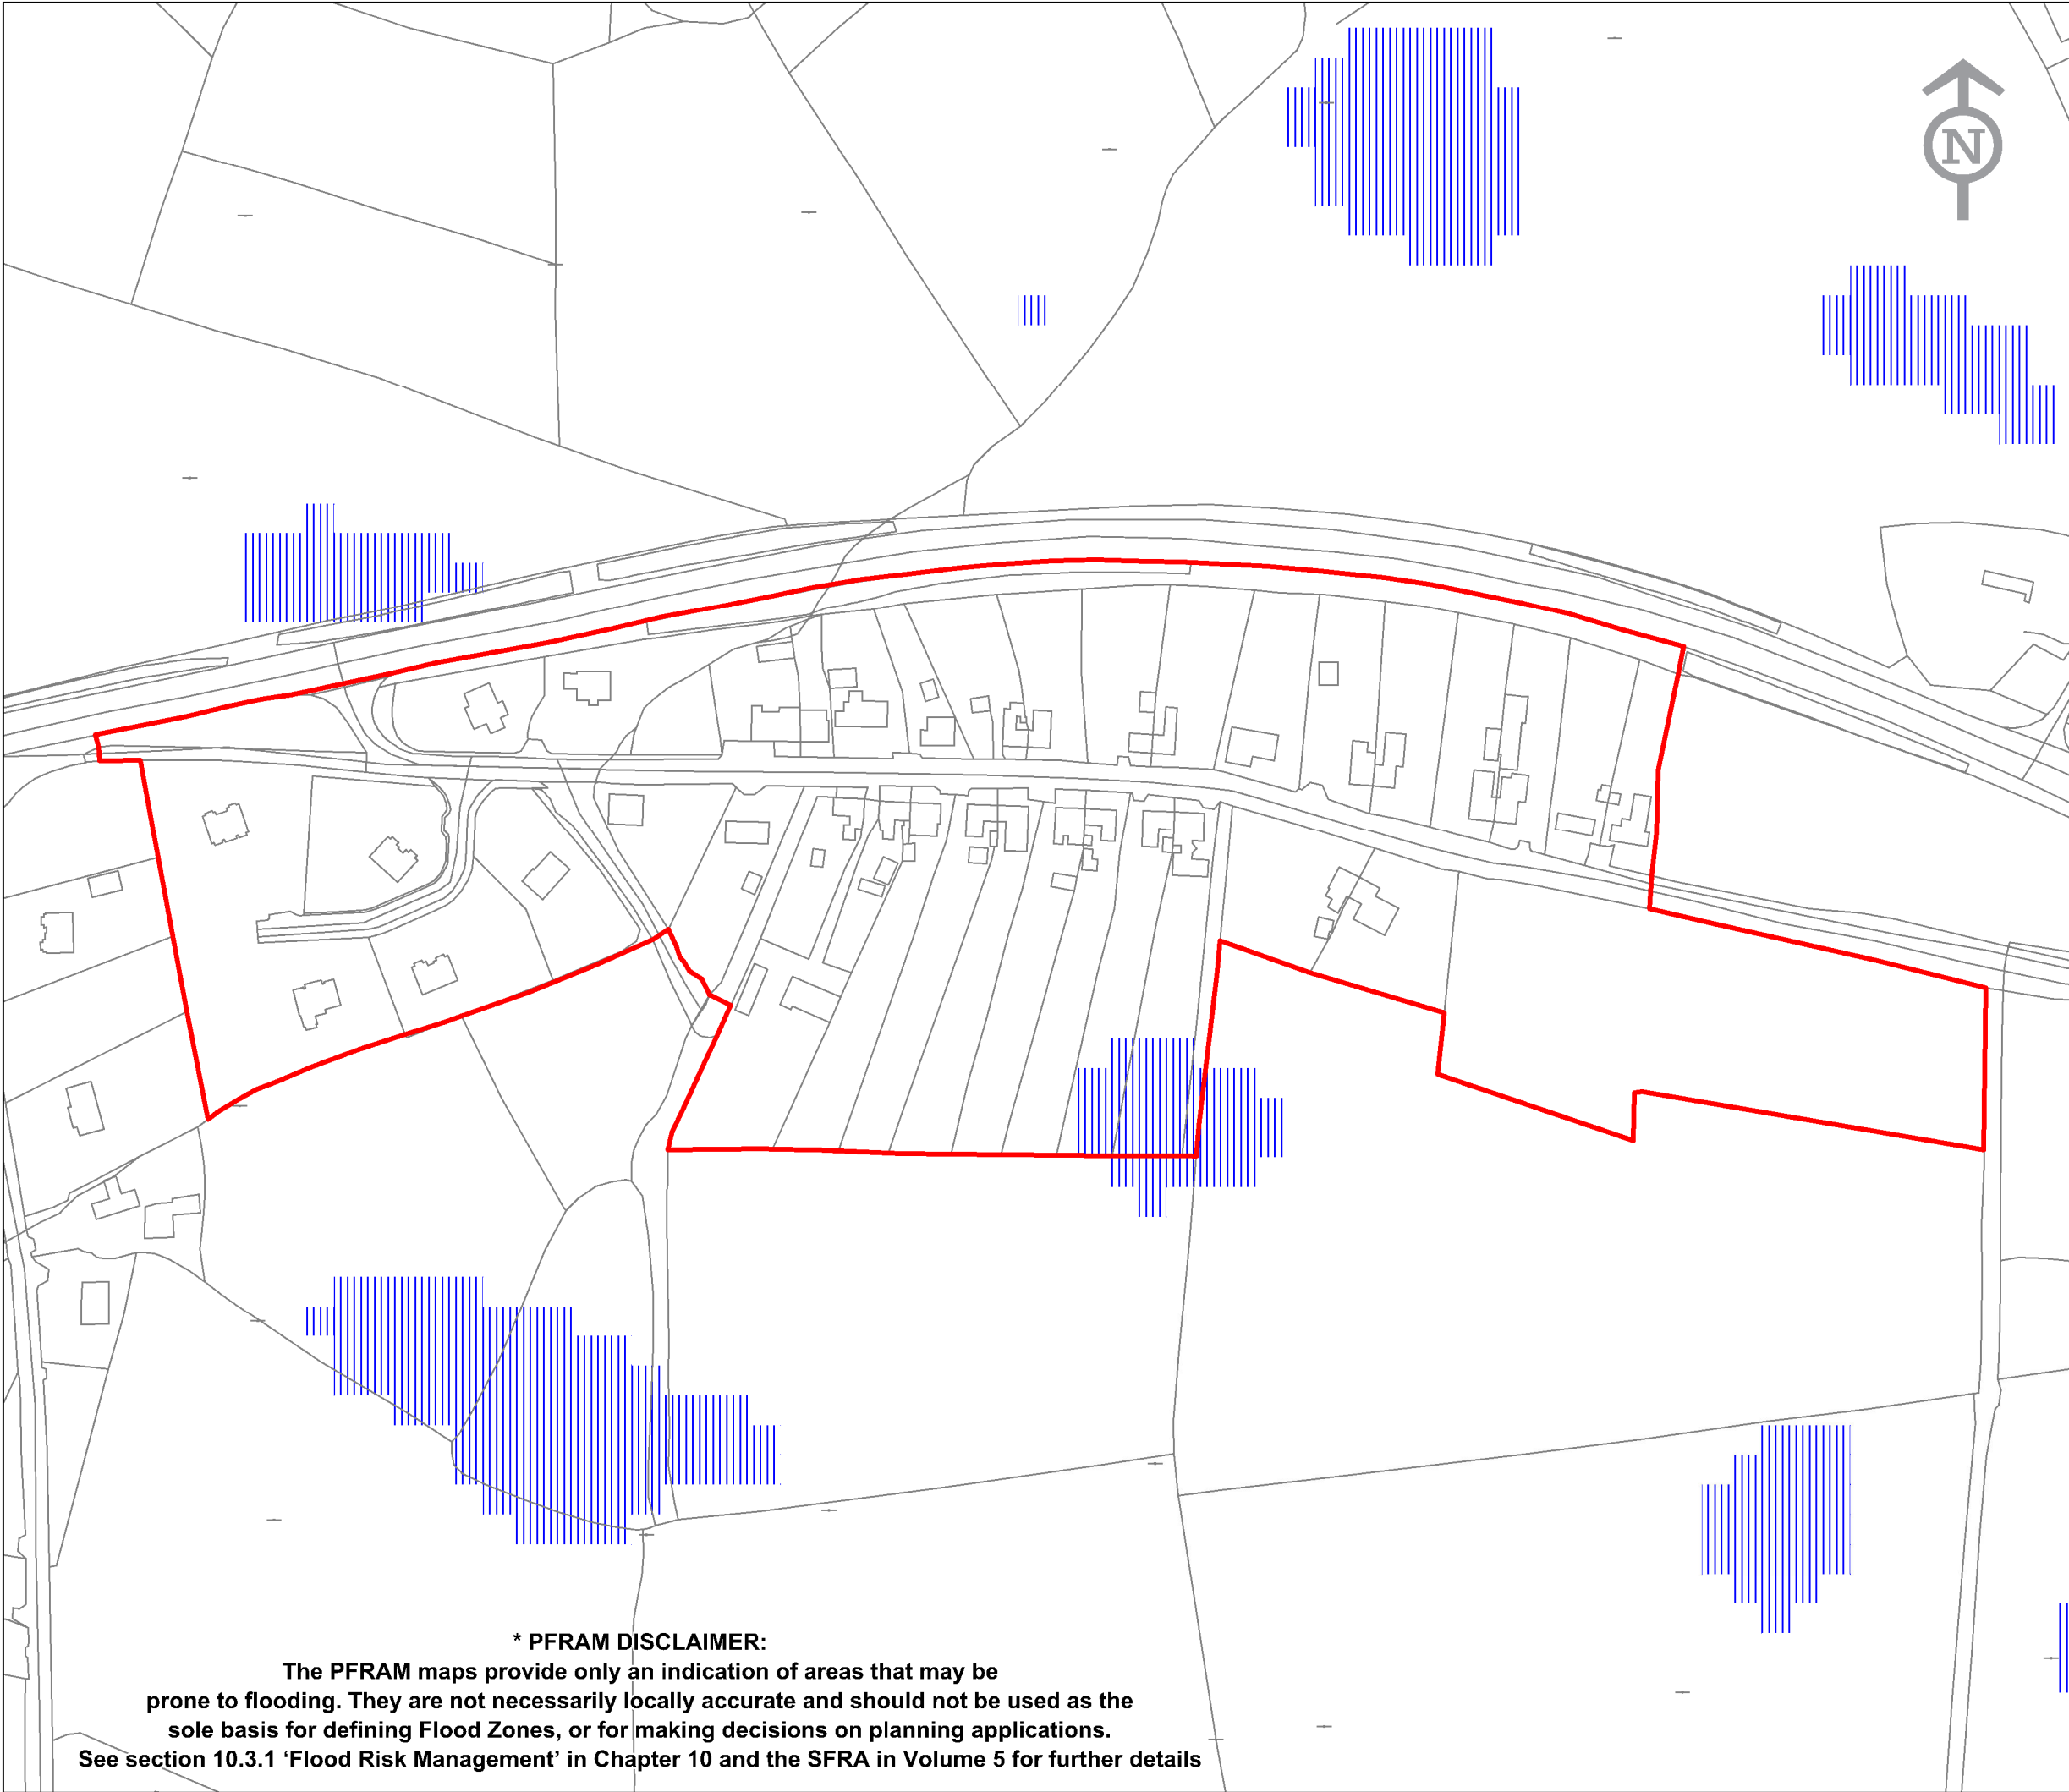 N
* PFRAM DISCLAIMER:
The PFRAM maps provide only an indication of areas that may be
prone to flooding. They are not necessarily locally accurate and should not be used as the
sole basis for defining Flood Zones, or for making decisions on planning applications.
See section 10.3.1 ‘Flood Risk Management’ in Chapter 10 and the SFRA in Volume 5 for further details